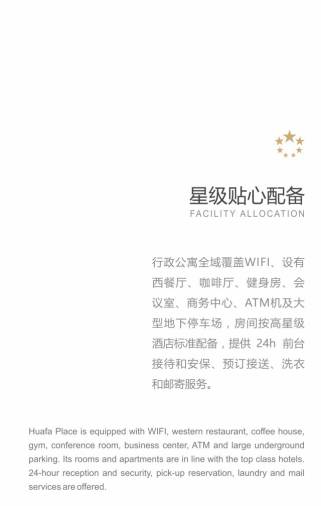 星级贴心配备
FACILITY ALLOCATION
行政公寓全域覆盖WIFI、设有
西餐厅、咖啡厅、健身房、会
议室、商务中心、ATM机及大
型地下停车场，房间按高星级
酒店标准配备，提供 24h 前台
接待和安保、预订接送、洗衣
和邮寄服务。
Huafa Place is equipped with WIFI, western restaurant, coffee house,
gym, conference room, business center, ATM and large underground
parking. Its rooms and apartments are in line with the top class hotels.
24-hour reception and security, pick-up reservation, laundry and mail
services are offered.